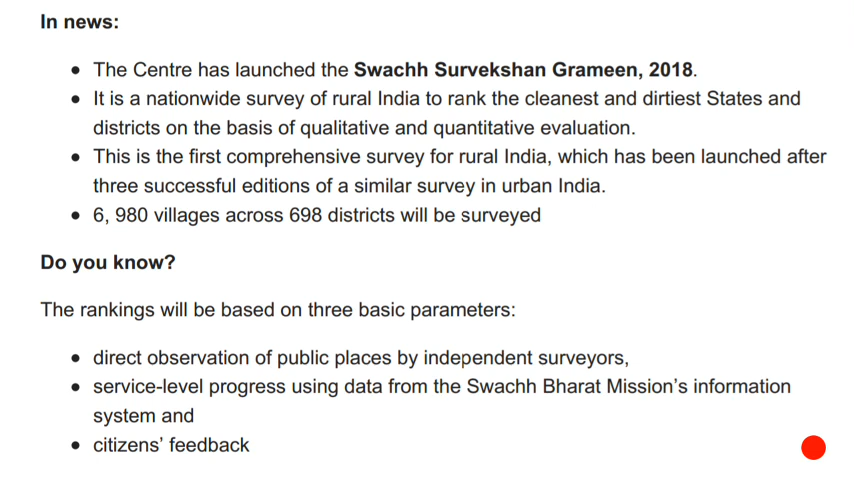 In news:
● The Centre has launched the Swachh Survekshan Grameen, 2018.
● It is a nationwide survey of rural India to rank the cleanest and dirtiest States and
districts on the basis of qualitative and quantitative evaluation.
● This is the first comprehensive survey for rural India, which has been launched after
three successful editions of a similar survey in urban India.
● 6, 980 villages across 698 districts will be surveyed
Do you know?
The rankings will be based on three basic parameters:
● direct observation of public places by independent surveyors,
● service-level progress using data from the Swachh Bharat Mission’s information
system and
● citizens’ feedback